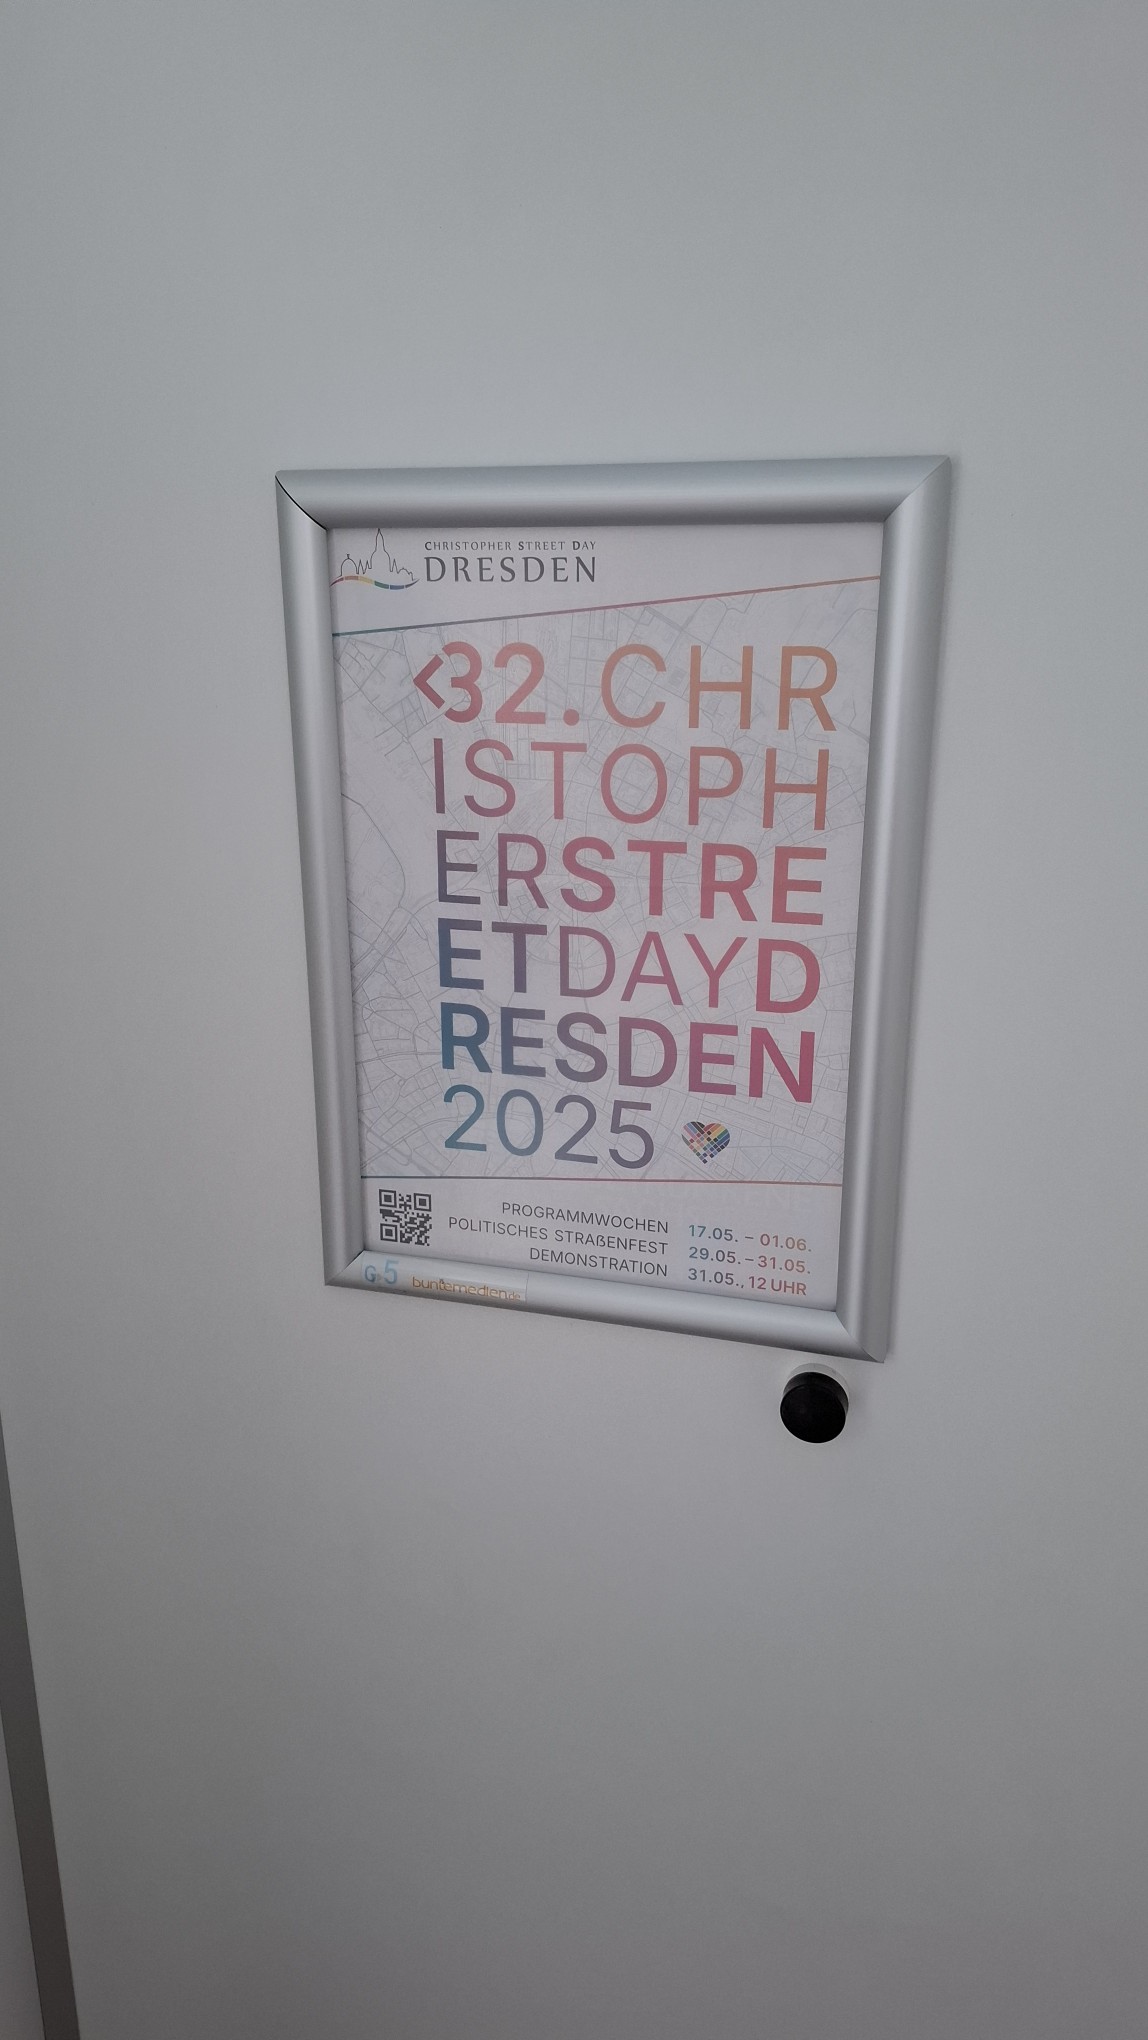 CHRISTOPHER STREET DAY
DRESDEN
<32. CHR
ISTOPH
ERSTRE
ETDAYD
RESDEN
2025
PROGRAMMWOCHEN 17.05. – 01.06.
POLITISCHES STRAßENFEST 29.05. – 31.05.
DEMONSTRATION 31.05., 12 UHR
buntemedien.de